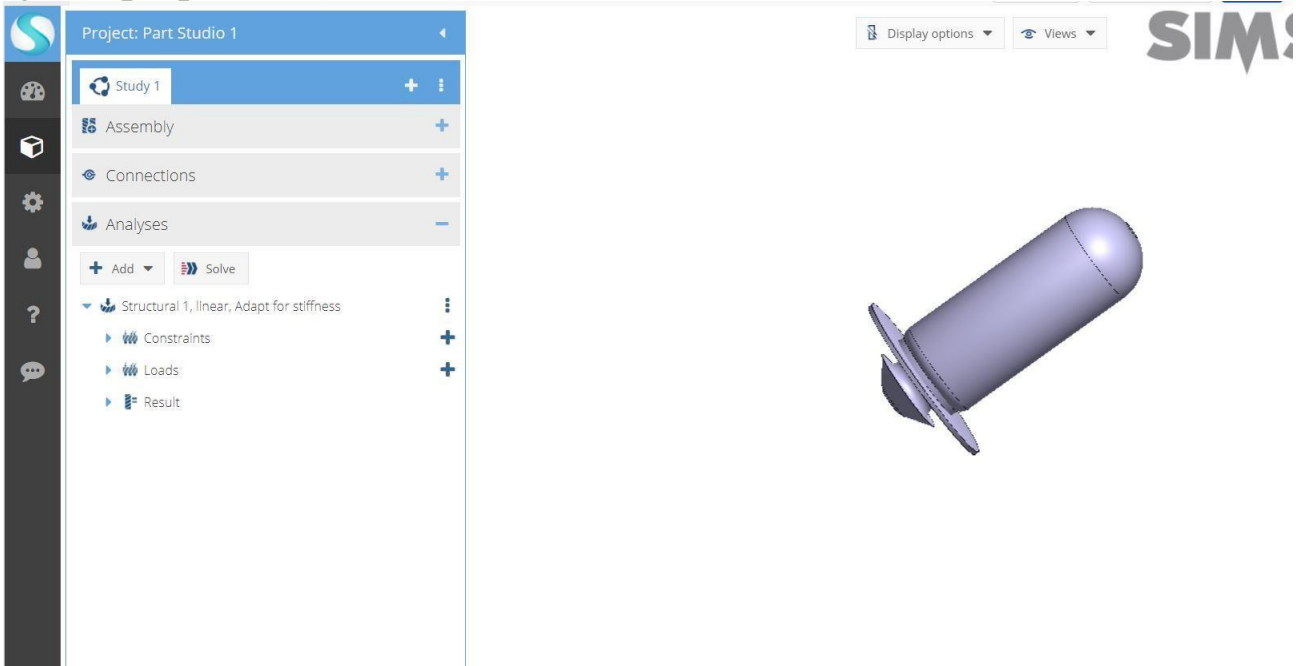 Project: Part Studio 1
Display options
Views
SIMS
Study 1
Assembly
Connections
Analyses
Add
Solve
Structural 1, linear, Adapt for stiffness
Constraints
Loads
?
Result